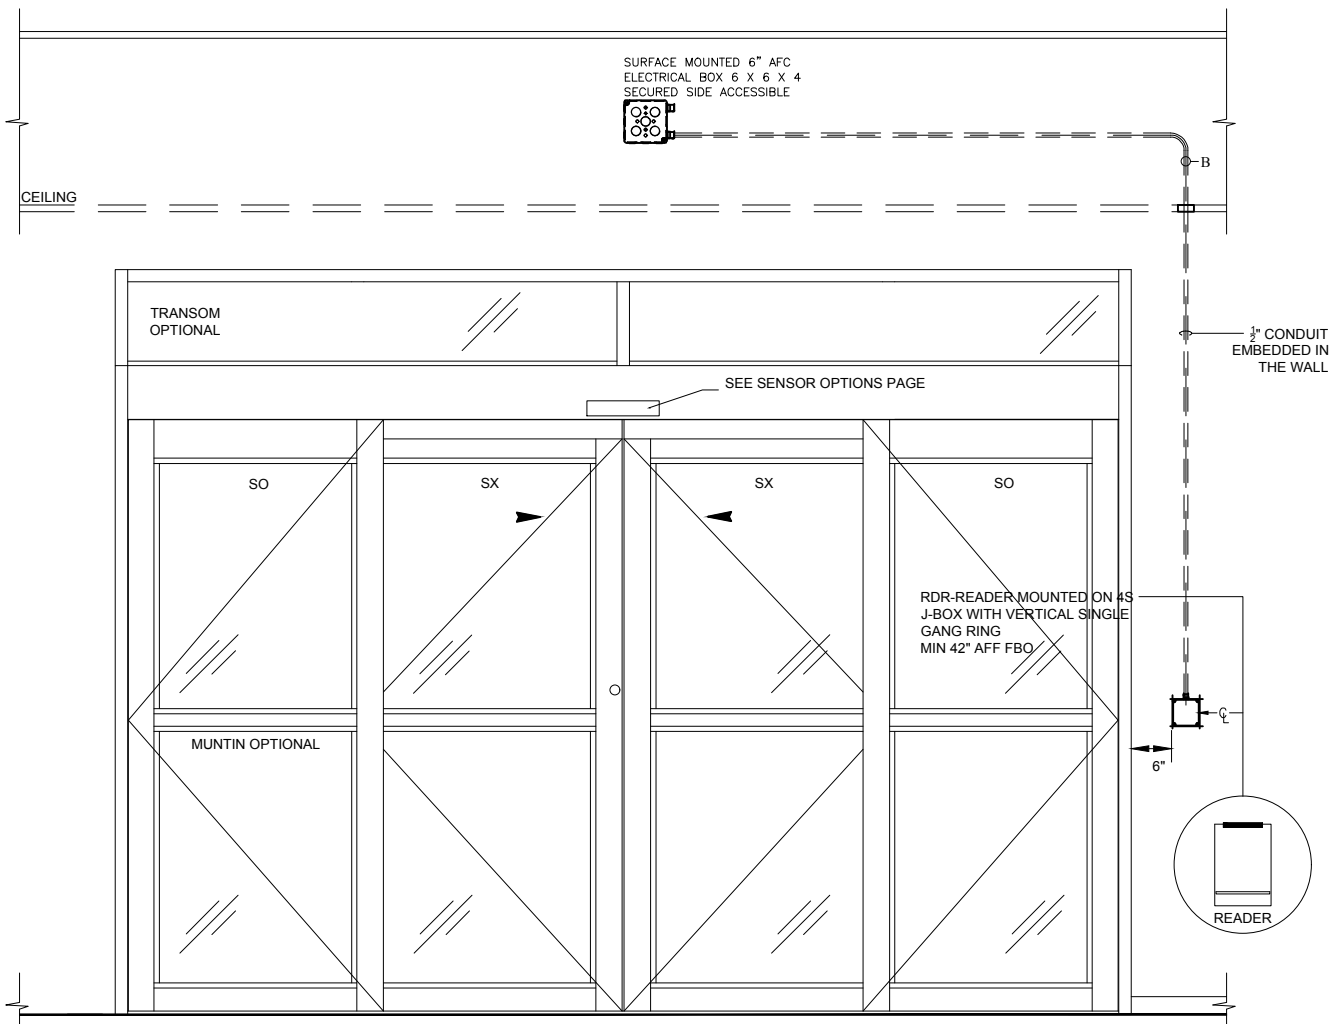 SURFACE MOUNTED 6" AFC
ELECTRICAL BOX 6 X 6 X 4
SECURED SIDE ACCESSIBLE
B
CEILING
TRANSOM
OPTIONAL
½" CONDUIT
EMBEDDED IN
THE WALL
SEE SENSOR OPTIONS PAGE
SO
SX
SX
SO
RDR-READER MOUNTED ON 4S
J-BOX WITH VERTICAL SINGLE
GANG RING
MIN 42" AFF FBO
℄
MUNTIN OPTIONAL
6"
READER